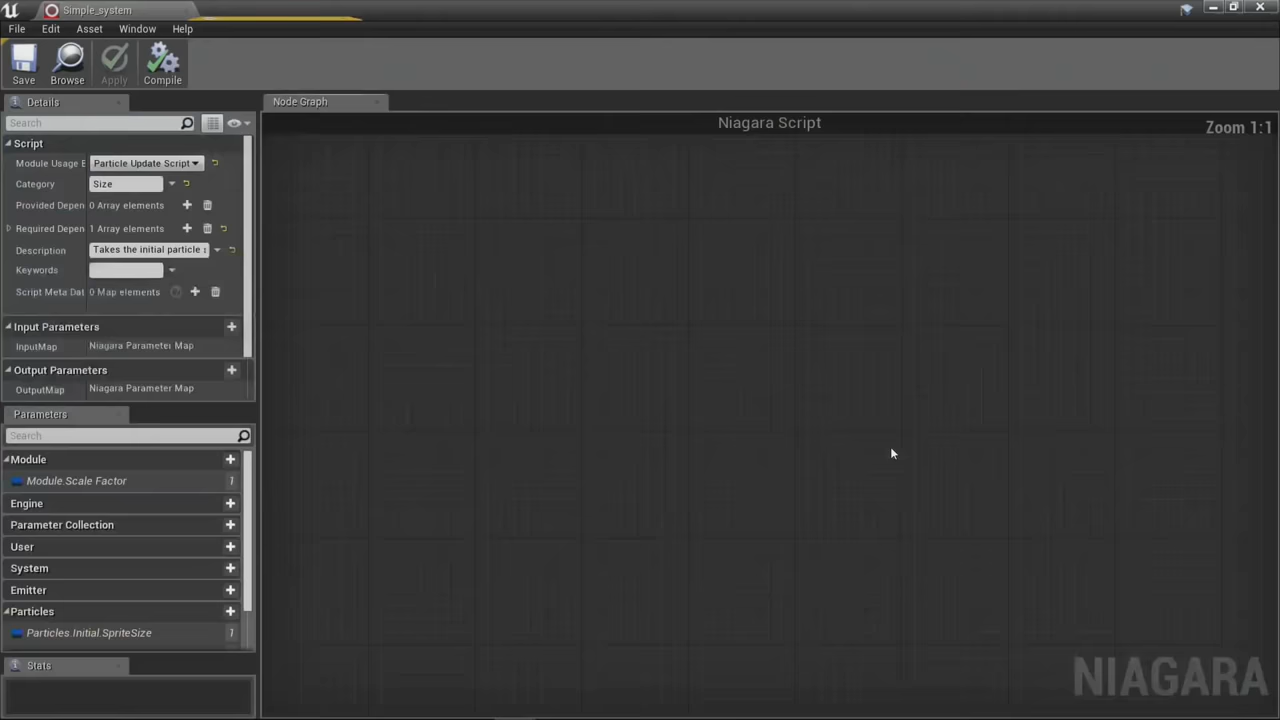 Simple_system
File Edit Asset Window Help
Save Browse Apply Compile
Details
Node Graph
Search
Niagara Script
Zoom 1:1
Script
Module Usage B Particle Update Script
Category Size
Provided Depen 0 Array elements
Required Depen 1 Array elements
Description Takes the initial particle s
Keywords
Script Meta Dat 0 Map elements
Input Parameters
InputMap Niagara Parameter Map
Output Parameters
OutputMap Niagara Parameter Map
Parameters
Search
Module
Module.Scale Factor 1
Engine
Parameter Collection
User
System
Emitter
Particles
Particles.Initial.SpriteSize 1
Stats
NIAGARA